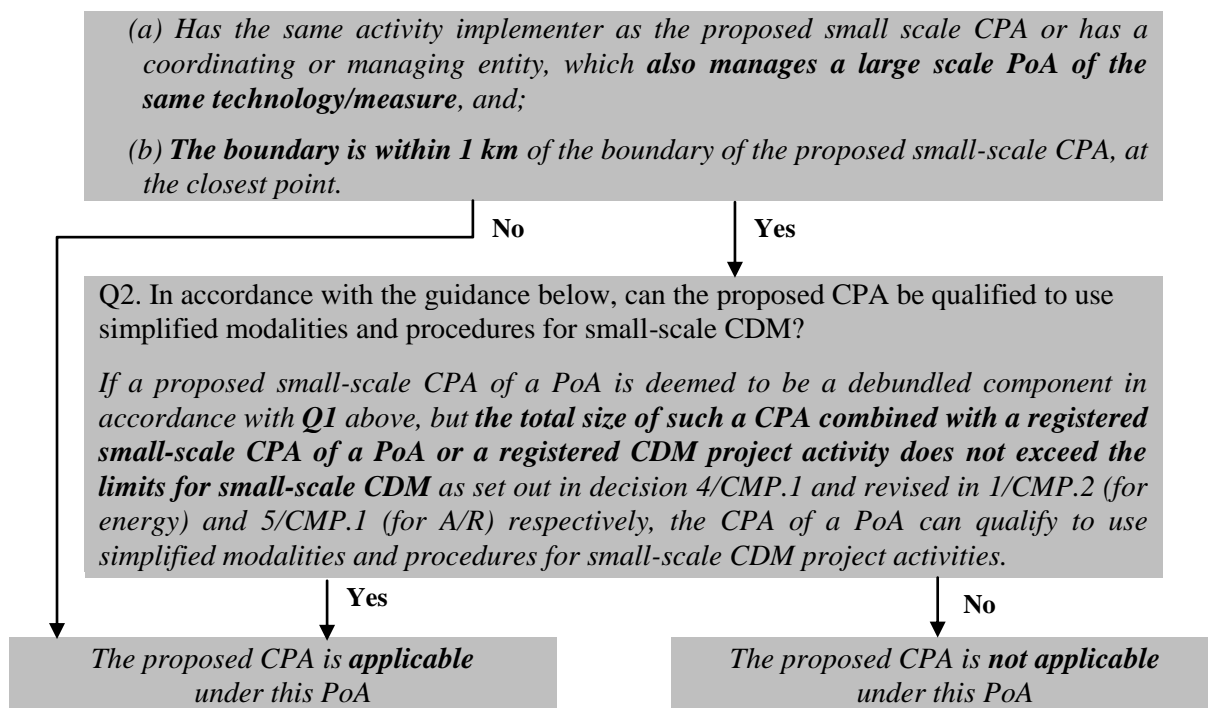 (a) Has the same activity implementer as the proposed small scale CPA or has a
coordinating or managing entity, which also manages a large scale PoA of the
same technology/measure, and;
(b) The boundary is within 1 km of the boundary of the proposed small-scale CPA, at
the closest point.
No
Yes
Q2. In accordance with the guidance below, can the proposed CPA be qualified to use
simplified modalities and procedures for small-scale CDM?
If a proposed small-scale CPA of a PoA is deemed to be a debundled component in
accordance with Q1 above, but the total size of such a CPA combined with a registered
small-scale CPA of a PoA or a registered CDM project activity does not exceed the
limits for small-scale CDM as set out in decision 4/CMP.1 and revised in 1/CMP.2 (for
energy) and 5/CMP.1 (for A/R) respectively, the CPA of a PoA can qualify to use
simplified modalities and procedures for small-scale CDM project activities.
Yes
No
The proposed CPA is applicable
under this PoA
The proposed CPA is not applicable
under this PoA